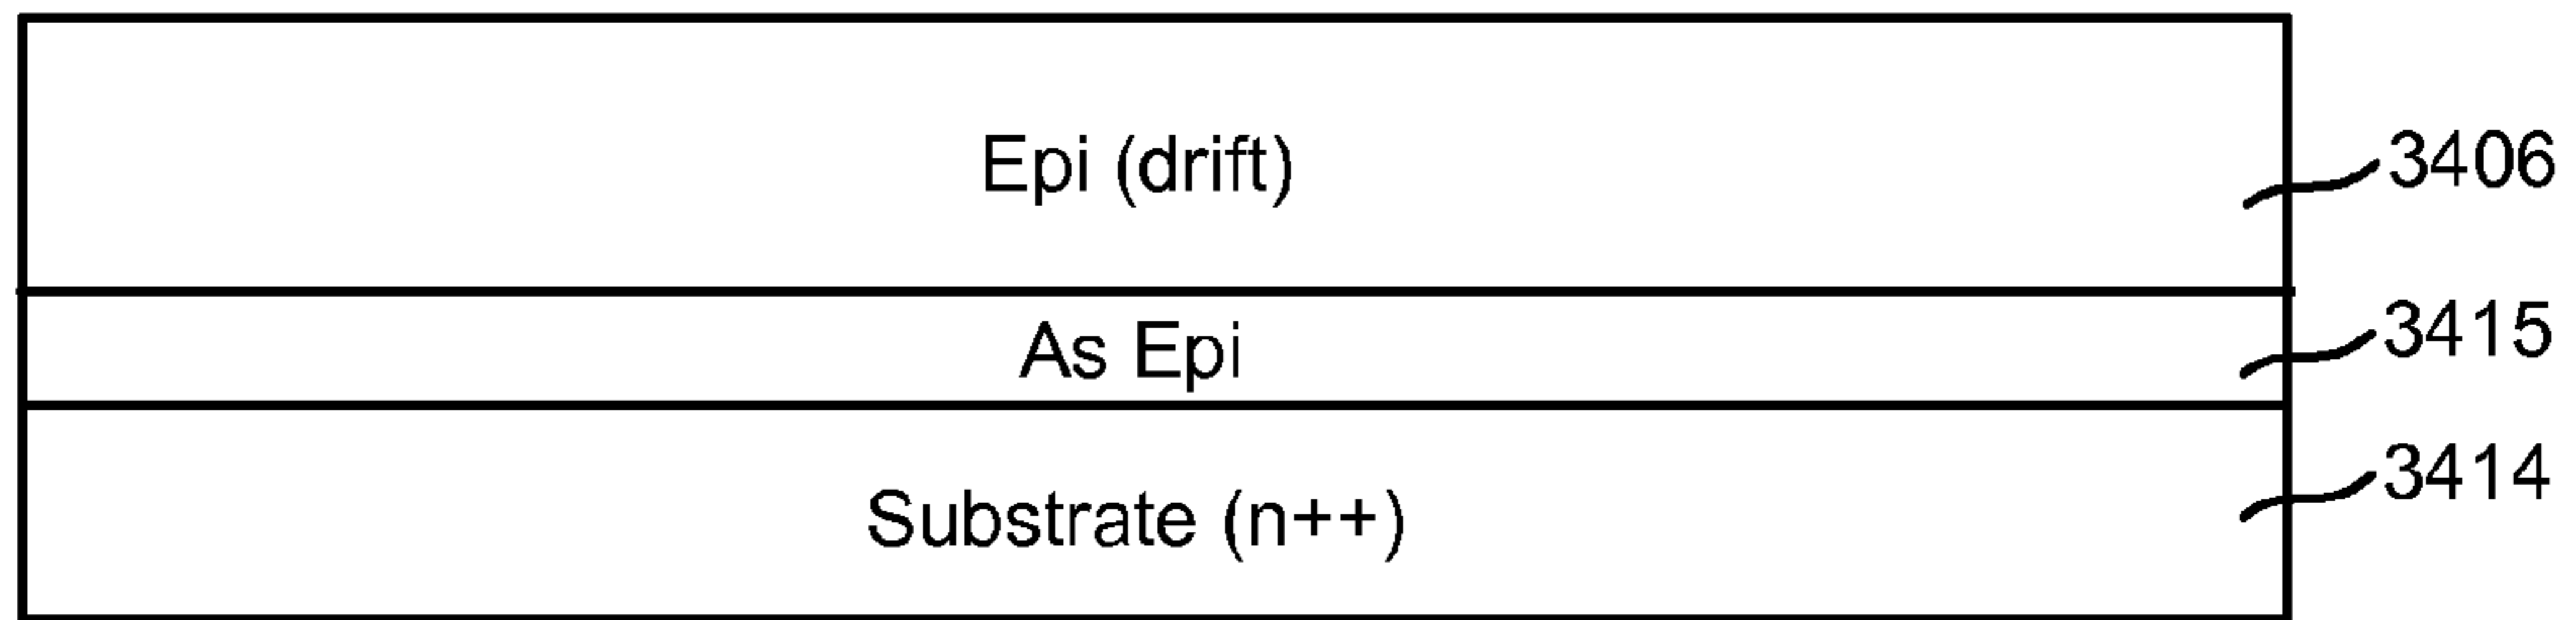 Epi (drift)
3406
As Epi
3415
Substrate (n++)
3414